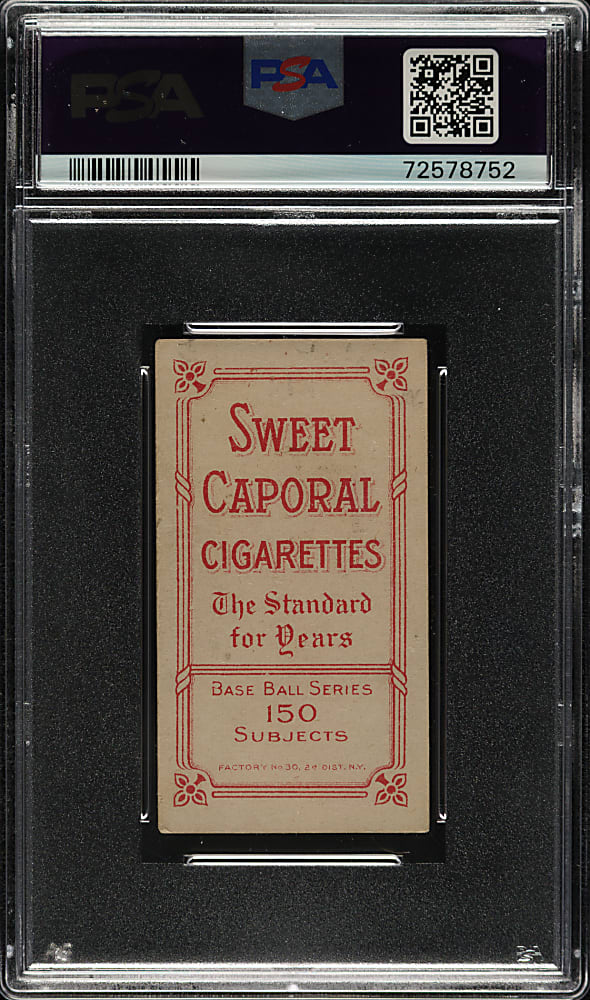 PSA PSA
72578752
SWEET
CAPORAL
CIGARETTES
The Standard
for Years
BASE BALL SERIES
150
SUBJECTS
FACTORY No 30, 2d DIST. N.Y.